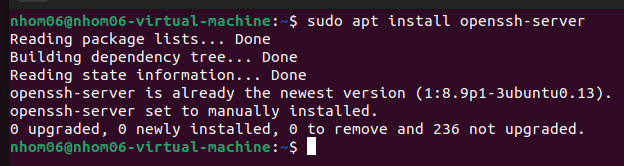 nhom06@nhom06-virtual-machine:~$ sudo apt install openssh-server
Reading package lists... Done
Building dependency tree... Done
Reading state information... Done
openssh-server is already the newest version (1:8.9p1-3ubuntu0.13).
openssh-server set to manually installed.
0 upgraded, 0 newly installed, 0 to remove and 236 not upgraded.
nhom06@nhom06-virtual-machine:~$